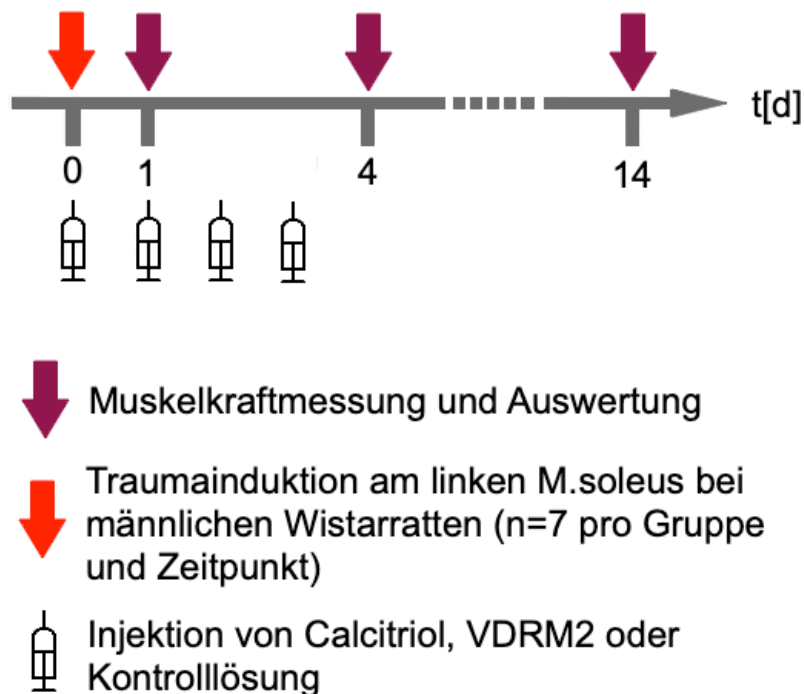 t[d]
0 1 4 14
Muskelkraftmessung und Auswertung
Traumainduktion am linken M.soleus bei
männlichen Wistarratten (n=7 pro Gruppe
und Zeitpunkt)
Injektion von Calcitriol, VDRM2 oder
Kontrolllösung